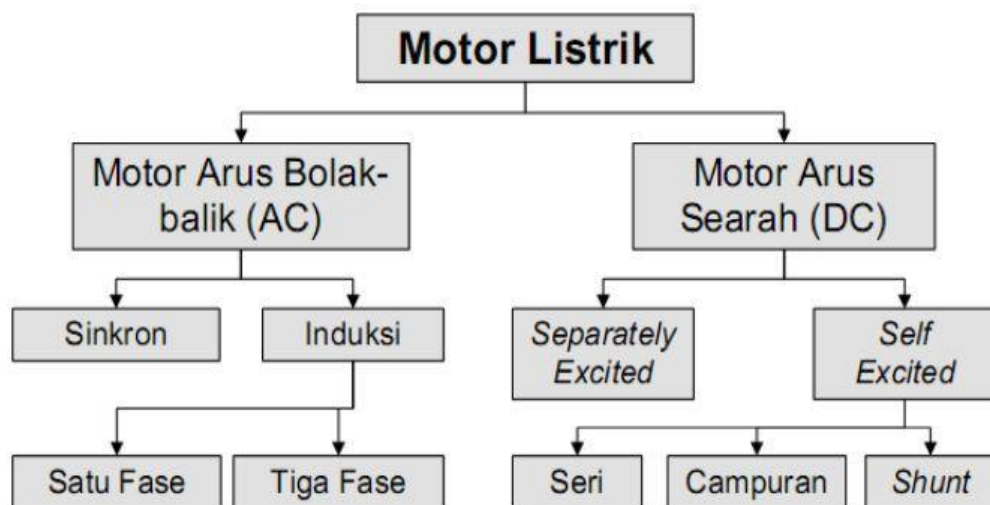 Motor Listrik
Motor Arus Bolak-
balik (AC)
Motor Arus
Searah (DC)
Sinkron
Induksi
Separately
Excited
Self
Excited
Satu Fase
Tiga Fase
Seri
Campuran
Shunt